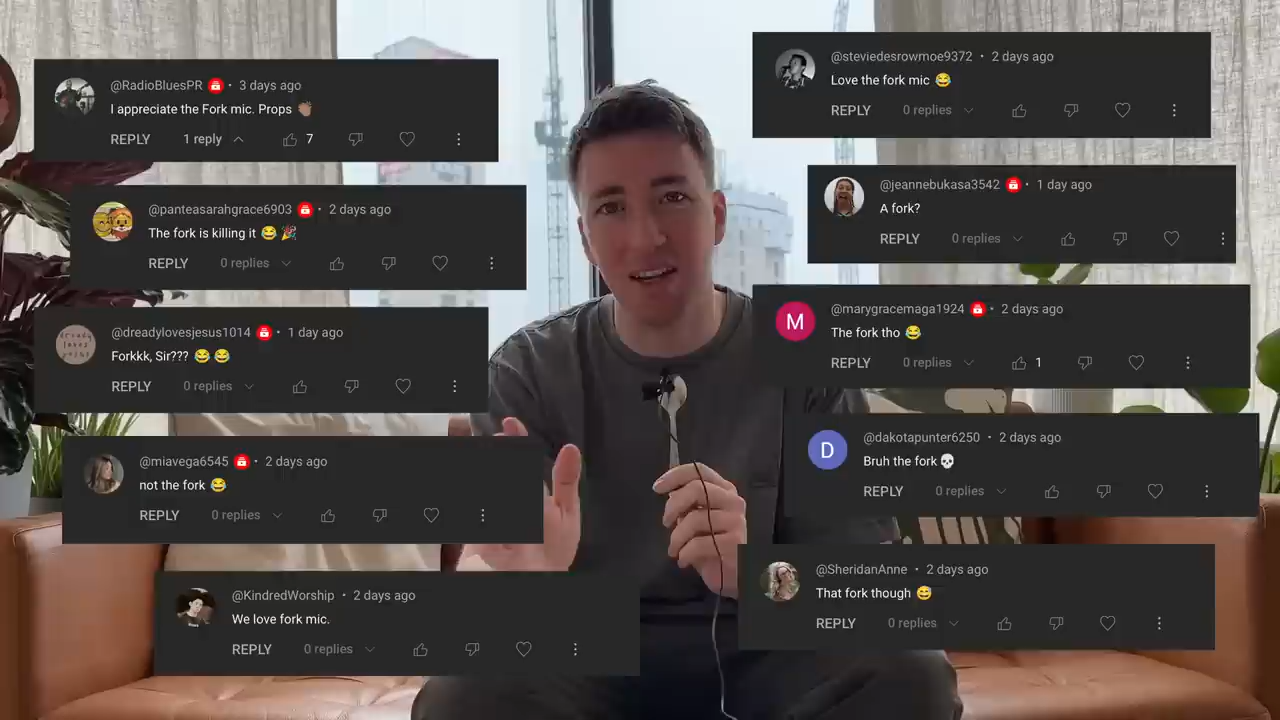 @RadioBluesPR • 3 days ago
I appreciate the Fork mic. Props 👏🏽
REPLY 1 reply 7
@panteasarahgrace6903 • 2 days ago
The fork is killing it 😂 🎉
REPLY 0 replies
@dreadylovesjesus1014 • 1 day ago
Forkkk, Sir??? 😂 😂
REPLY 0 replies
@miavega6545 • 2 days ago
not the fork 😂
REPLY 0 replies
@KindredWorship • 2 days ago
We love fork mic.
REPLY 0 replies
@steviedesrowmoe9372 • 2 days ago
Love the fork mic 😂
REPLY 0 replies
@jeannebukasa3542 • 1 day ago
A fork?
REPLY 0 replies
M
@marygracemaga1924 • 2 days ago
The fork tho 😂
REPLY 0 replies 1
D
@dakotapunter6250 • 2 days ago
Bruh the fork💀
REPLY 0 replies
@SheridanAnne • 2 days ago
That fork though 😅
REPLY 0 replies